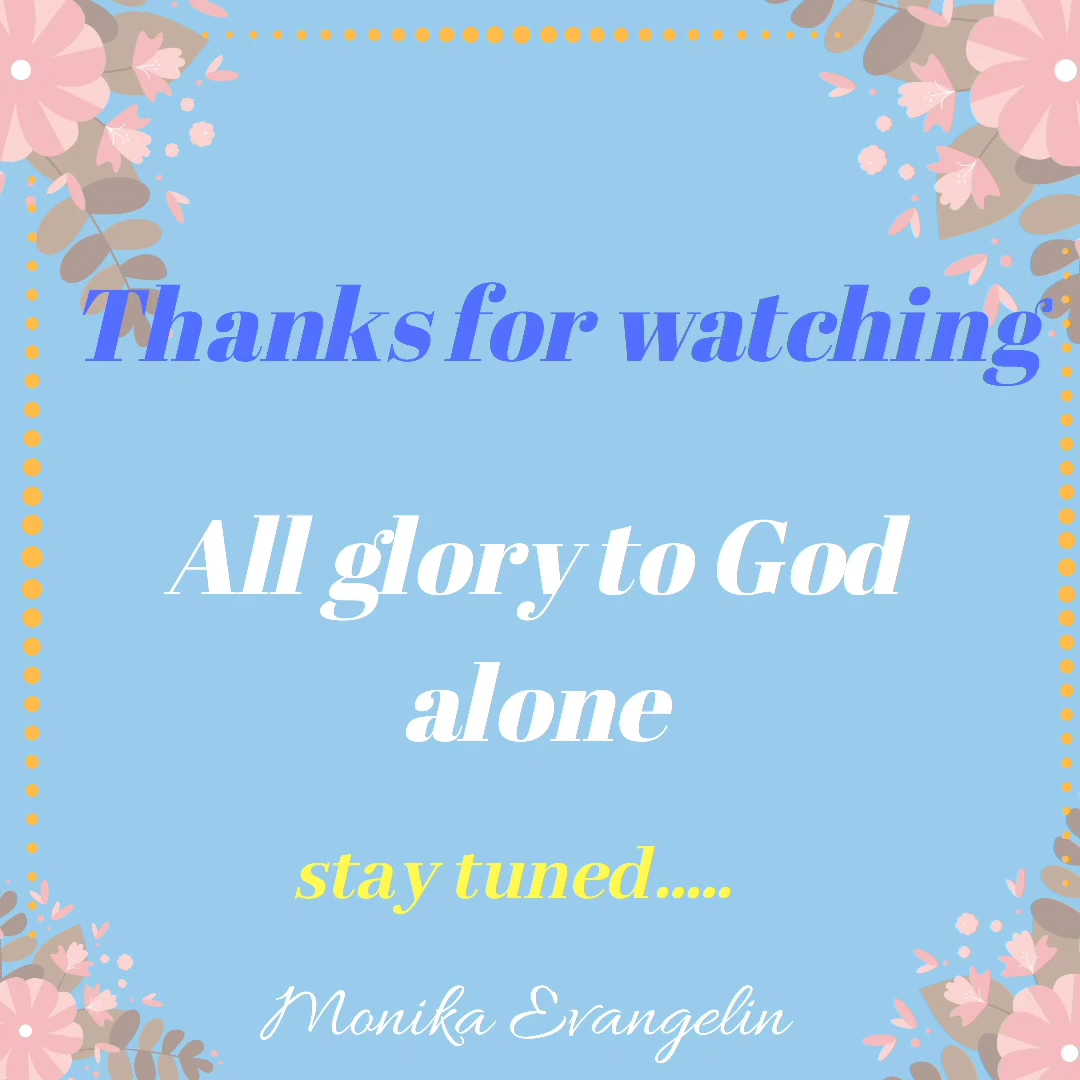 Thanks for watching
All glory to God
alone
stay tuned.....
Monika Evangelin